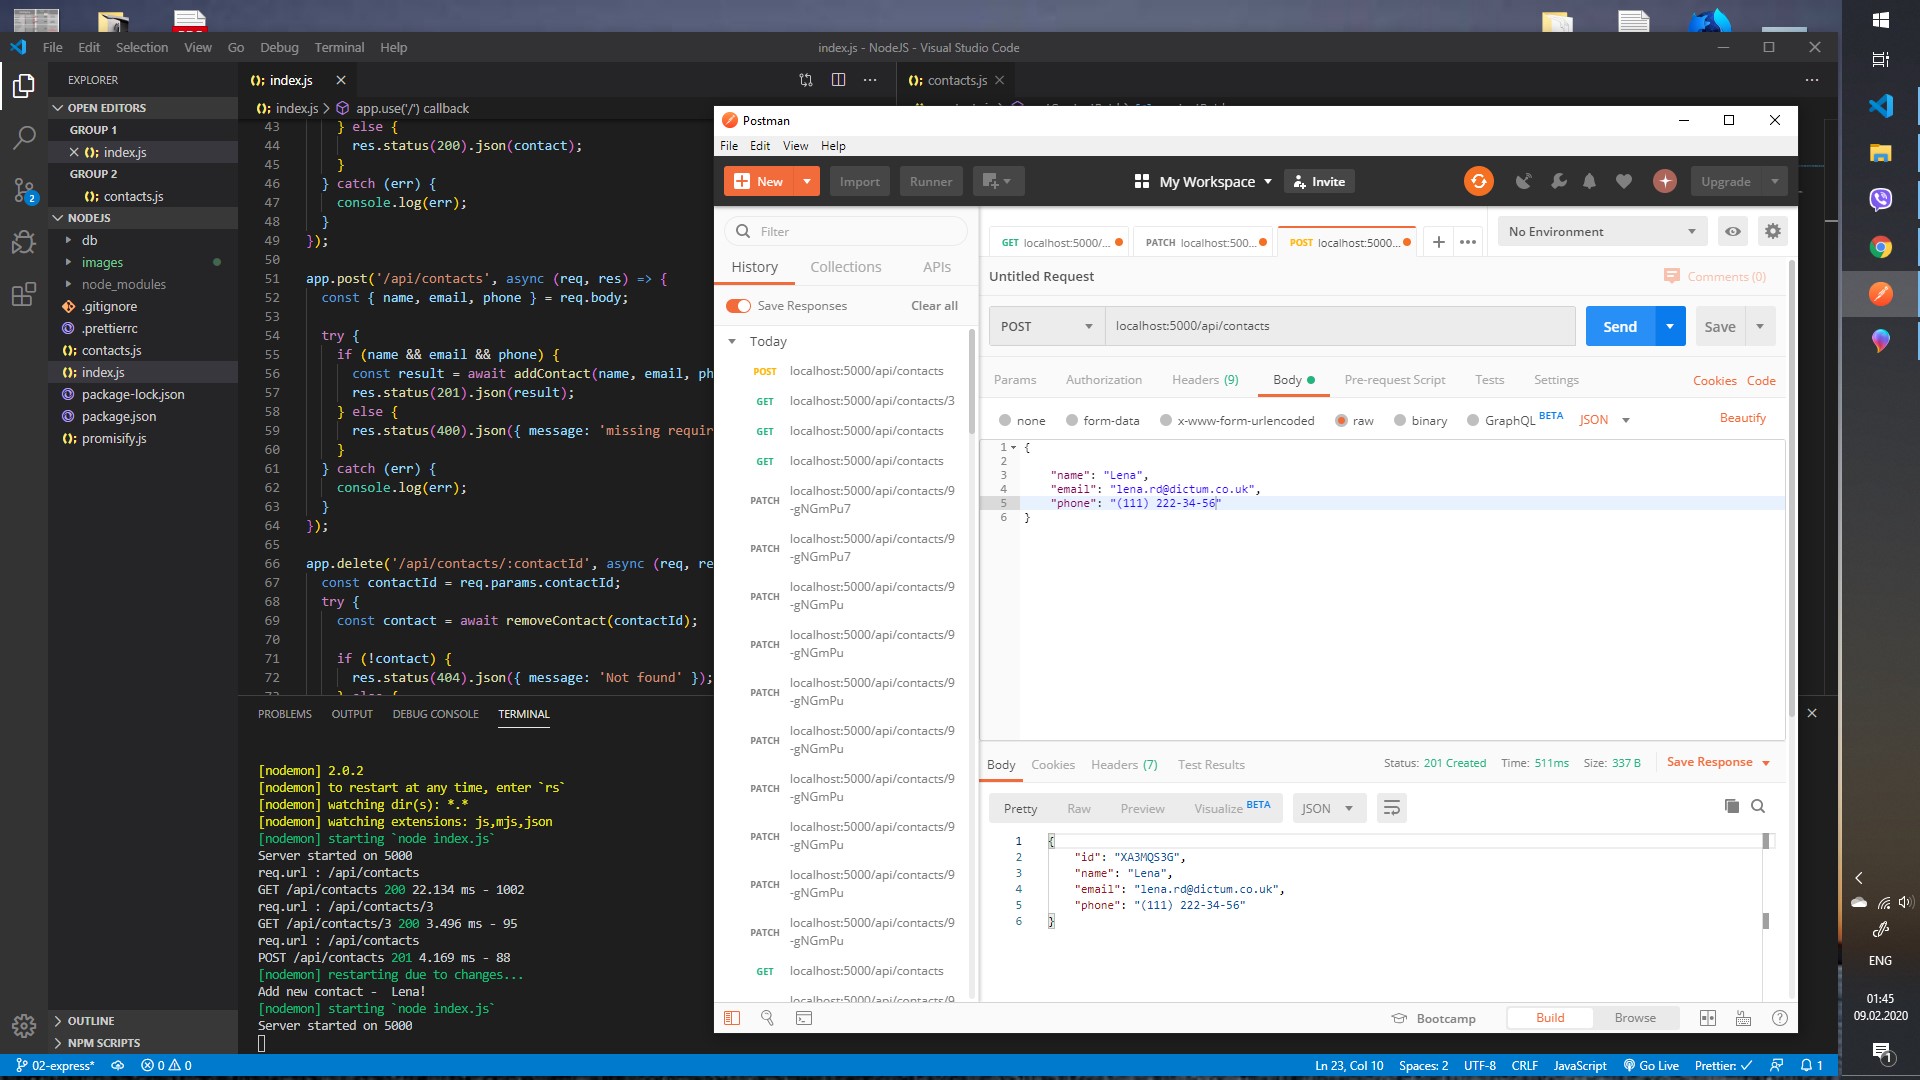 File Edit Selection View Go Debug Terminal Help
index.js - NodeJS - Visual Studio Code
EXPLORER
OPEN EDITORS
GROUP 1
index.js
GROUP 2
contacts.js
NODEJS
db
images
node_modules
.gitignore
.prettierrc
contacts.js
index.js
package-lock.json
package.json
promisify.js
OUTLINE
NPM SCRIPTS
2
index.js
contacts.js
index.js > app.use('/') callback
43 } else {
44 res.status(200).json(contact);
45 }
46 } catch (err) {
47 console.log(err);
48 }
49 });
50
51 app.post('/api/contacts', async (req, res) => {
52 const { name, email, phone } = req.body;
53
54 try {
55 if (name && email && phone) {
56 const result = await addContact(name, email, ph
57 res.status(201).json(result);
58 } else {
59 res.status(400).json({ message: 'missing requir
60 }
61 } catch (err) {
62 console.log(err);
63 }
64 });
65
66 app.delete('/api/contacts/:contactId', async (req, re
67 const contactId = req.params.contactId;
68 try {
69 const contact = await removeContact(contactId);
70
71 if (!contact) {
72 res.status(404).json({ message: 'Not found' });
PROBLEMS OUTPUT DEBUG CONSOLE TERMINAL
[nodemon] 2.0.2
[nodemon] to restart at any time, enter `rs`
[nodemon] watching dir(s): *.*
[nodemon] watching extensions: js,mjs,json
[nodemon] starting `node index.js`
Server started on 5000
req.url : /api/contacts
GET /api/contacts 200 22.134 ms - 1002
req.url : /api/contacts/3
GET /api/contacts/3 200 3.496 ms - 95
req.url : /api/contacts
POST /api/contacts 201 4.169 ms - 88
[nodemon] restarting due to changes...
Add new contact -  Lena!
[nodemon] starting `node index.js`
Server started on 5000
02-express* 0 0
Ln 23, Col 10 Spaces: 2 UTF-8 CRLF JavaScript Go Live Prettier: ✓ 1
Postman
File Edit View Help
New Import Runner My Workspace Invite Upgrade
Filter
History Collections APIs
Save Responses Clear all
Today
POST localhost:5000/api/contacts
GET localhost:5000/api/contacts/3
GET localhost:5000/api/contacts
GET localhost:5000/api/contacts
PATCH localhost:5000/api/contacts/9
-gNGmPu7
PATCH localhost:5000/api/contacts/9
-gNGmPu7
PATCH localhost:5000/api/contacts/9
-gNGmPu
PATCH localhost:5000/api/contacts/9
-gNGmPu
PATCH localhost:5000/api/contacts/9
-gNGmPu
PATCH localhost:5000/api/contacts/9
-gNGmPu
PATCH localhost:5000/api/contacts/9
-gNGmPu
PATCH localhost:5000/api/contacts/9
-gNGmPu
PATCH localhost:5000/api/contacts/9
-gNGmPu
PATCH localhost:5000/api/contacts/9
-gNGmPu
GET localhost:5000/api/contacts
localhost:5000/api/contacts/9
GET localhost:5000/... PATCH localhost:500... POST localhost:5000... + ...
No Environment
Untitled Request
Comments (0)
POST localhost:5000/api/contacts Send Save
Params Authorization Headers (9) Body Pre-request Script Tests Settings Cookies Code
none form-data x-www-form-urlencoded raw binary GraphQL BETA JSON Beautify
1 {
2
3 "name": "Lena",
4 "email": "lena.rd@dictum.co.uk",
5 "phone": "(111) 222-34-56"
6 }
Body Cookies Headers (7) Test Results Status: 201 Created Time: 511ms Size: 337 B Save Response
Pretty Raw Preview Visualize BETA JSON
1 {
2 "id": "XA3MQS3G",
3 "name": "Lena",
4 "email": "lena.rd@dictum.co.uk",
5 "phone": "(111) 222-34-56"
6 }
Bootcamp Build Browse
ENG
01:45
09.02.2020
1